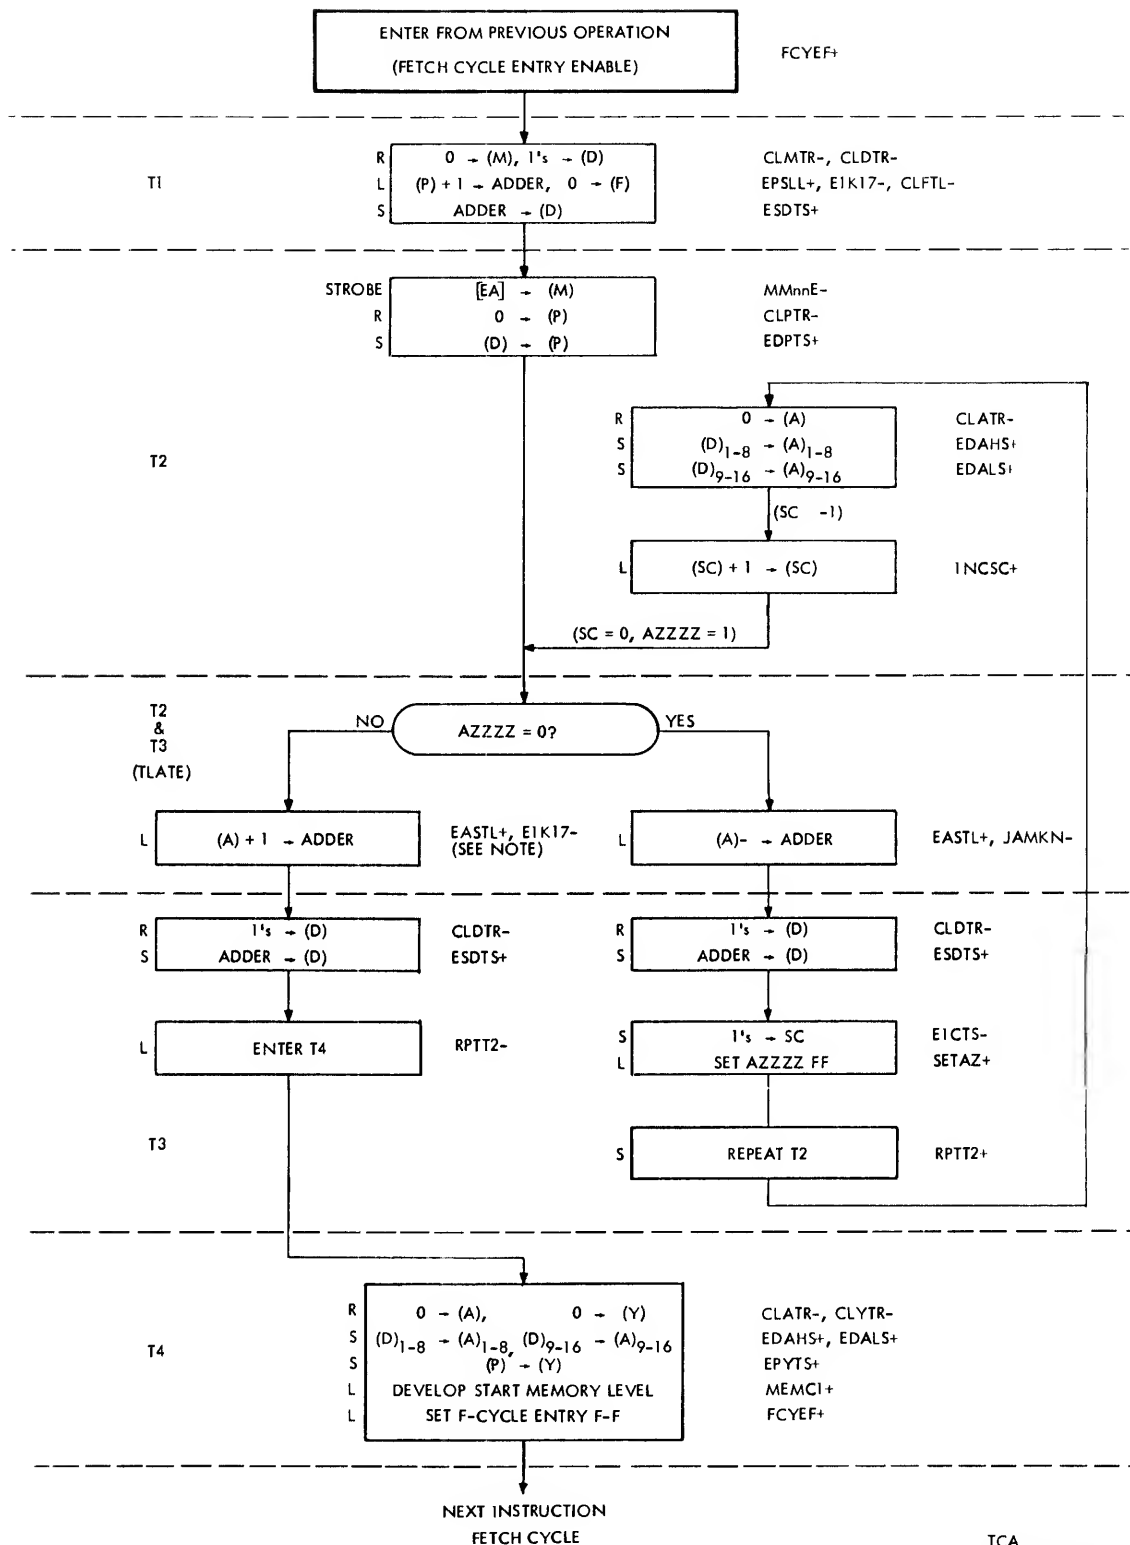 ENTER FROM PREVIOUS OPERATION
(FETCH CYCLE ENTRY ENABLE)
FCYEF+
T1
R 0 → (M), 1's → (D) CLMTR-, CLDTR-
L (P) + 1 → ADDER, 0 → (F) EPSLL+, E1K17-, CLFTL-
S ADDER → (D) ESDTS+
STROBE [EA] → (M) MMnnE-
R 0 → (P) CLPTR-
S (D) → (P) EDPTS+
T2
R 0 → (A) CLATR-
S (D)1-8 → (A)1-8 EDAHS+
S (D)9-16 → (A)9-16 EDALS+
(SC -1)
L (SC) + 1 → (SC) INCSC+
(SC = 0, AZZZZ = 1)
T2
&
T3
(TLATE)
NO AZZZZ = 0? YES
L (A) + 1 → ADDER EASTL+, E1K17-
(SEE NOTE)
L (A)- → ADDER EASTL+, JAMKN-
R 1's → (D) CLDTR-
S ADDER → (D) ESDTS+
R 1's → (D) CLDTR-
S ADDER → (D) ESDTS+
L ENTER T4 RPTT2-
S 1's → SC E1CTS-
L SET AZZZZ FF SETAZ+
T3
S REPEAT T2 RPTT2+
T4
R 0 → (A), 0 → (Y) CLATR-, CLYTR-
S (D)1-8 → (A)1-8, (D)9-16 → (A)9-16 EDAHS+, EDALS+
S (P) → (Y) EPYTS+
L DEVELOP START MEMORY LEVEL MEMC1+
L SET F-CYCLE ENTRY F-F FCYEF+
NEXT INSTRUCTION
FETCH CYCLE
TCA